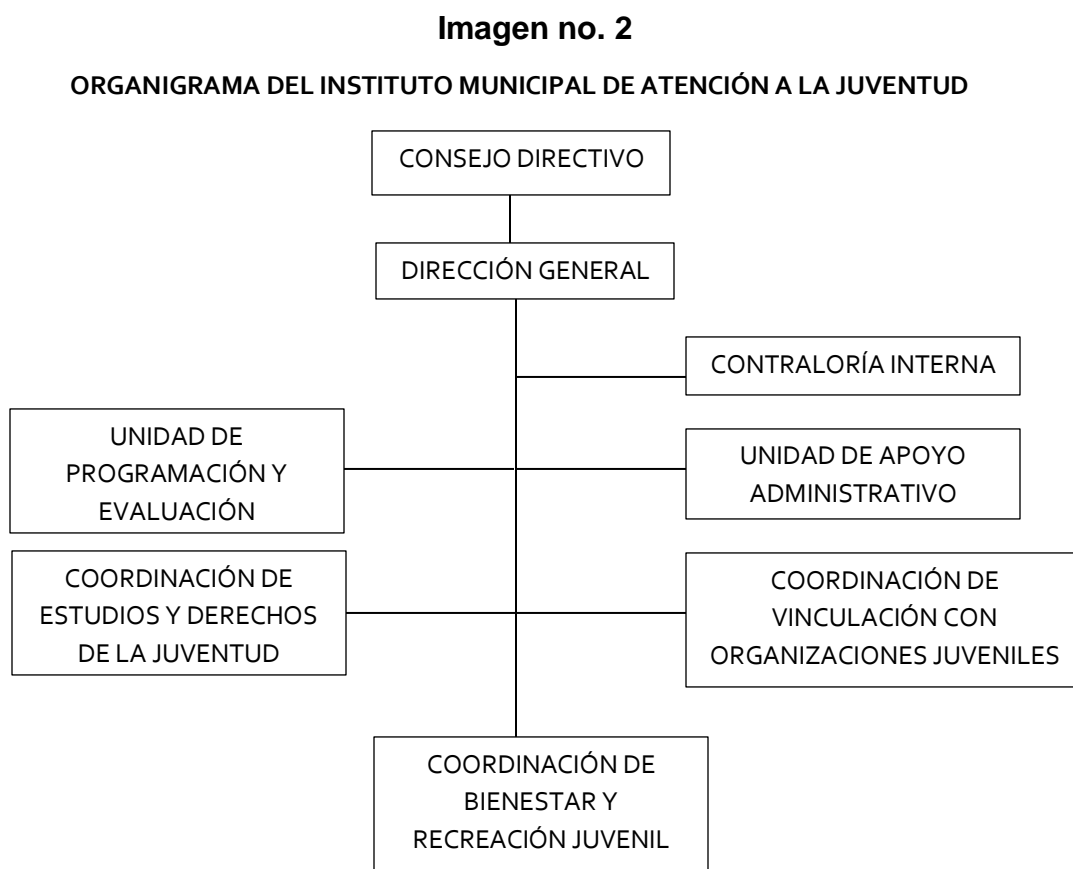 Imagen no. 2
ORGANIGRAMA DEL INSTITUTO MUNICIPAL DE ATENCIÓN A LA JUVENTUD
CONSEJO DIRECTIVO
DIRECCIÓN GENERAL
CONTRALORÍA INTERNA
UNIDAD DE
PROGRAMACIÓN Y
EVALUACIÓN
UNIDAD DE APOYO
ADMINISTRATIVO
COORDINACIÓN DE
ESTUDIOS Y DERECHOS
DE LA JUVENTUD
COORDINACIÓN DE
VINCULACIÓN CON
ORGANIZACIONES JUVENILES
COORDINACIÓN DE
BIENESTAR Y
RECREACIÓN JUVENIL